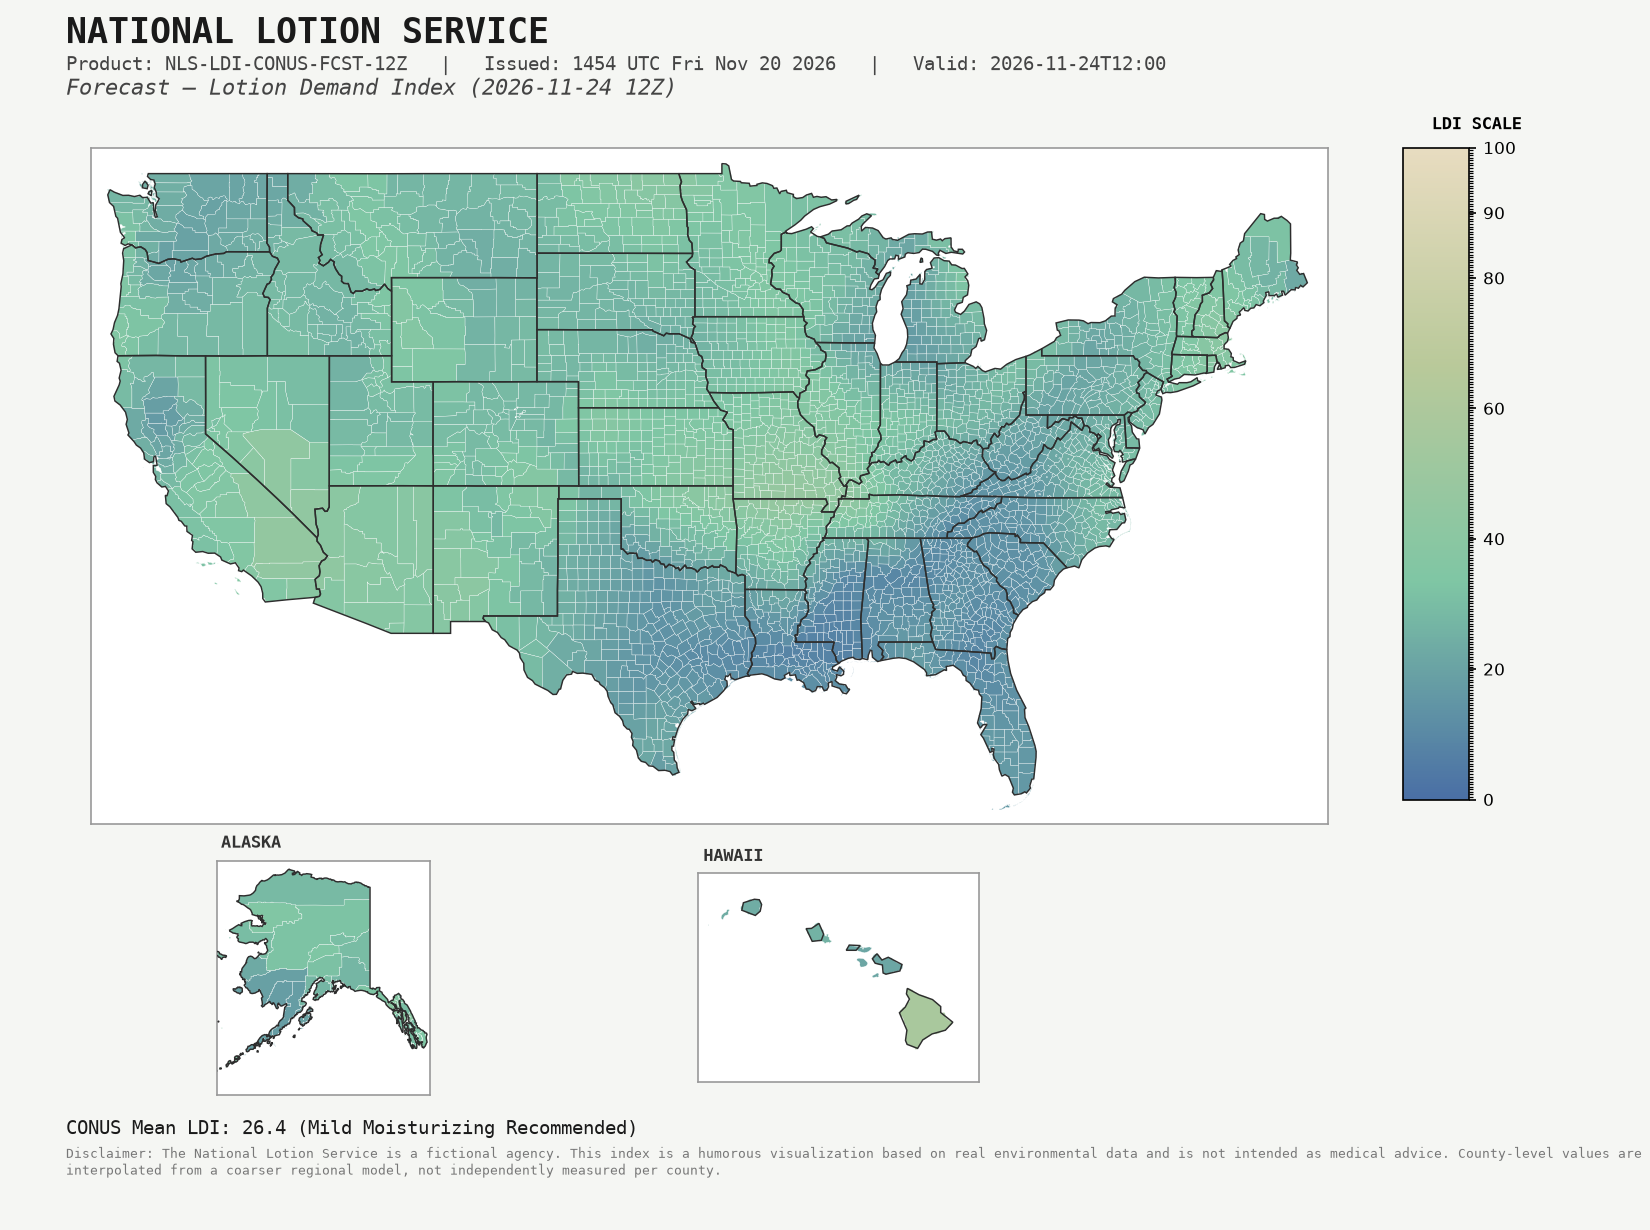 NATIONAL LOTION SERVICE
Product: NLS-LDI-CONUS-FCST-12Z | Issued: 1454 UTC Fri Nov 20 2026 | Valid: 2026-11-24T12:00
Forecast — Lotion Demand Index (2026-11-24 12Z)
LDI SCALE
100
90
80
60
40
20
0
ALASKA
HAWAII
CONUS Mean LDI: 26.4 (Mild Moisturizing Recommended)
Disclaimer: The National Lotion Service is a fictional agency. This index is a humorous visualization based on real environmental data and is not intended as medical advice. County-level values are
interpolated from a coarser regional model, not independently measured per county.